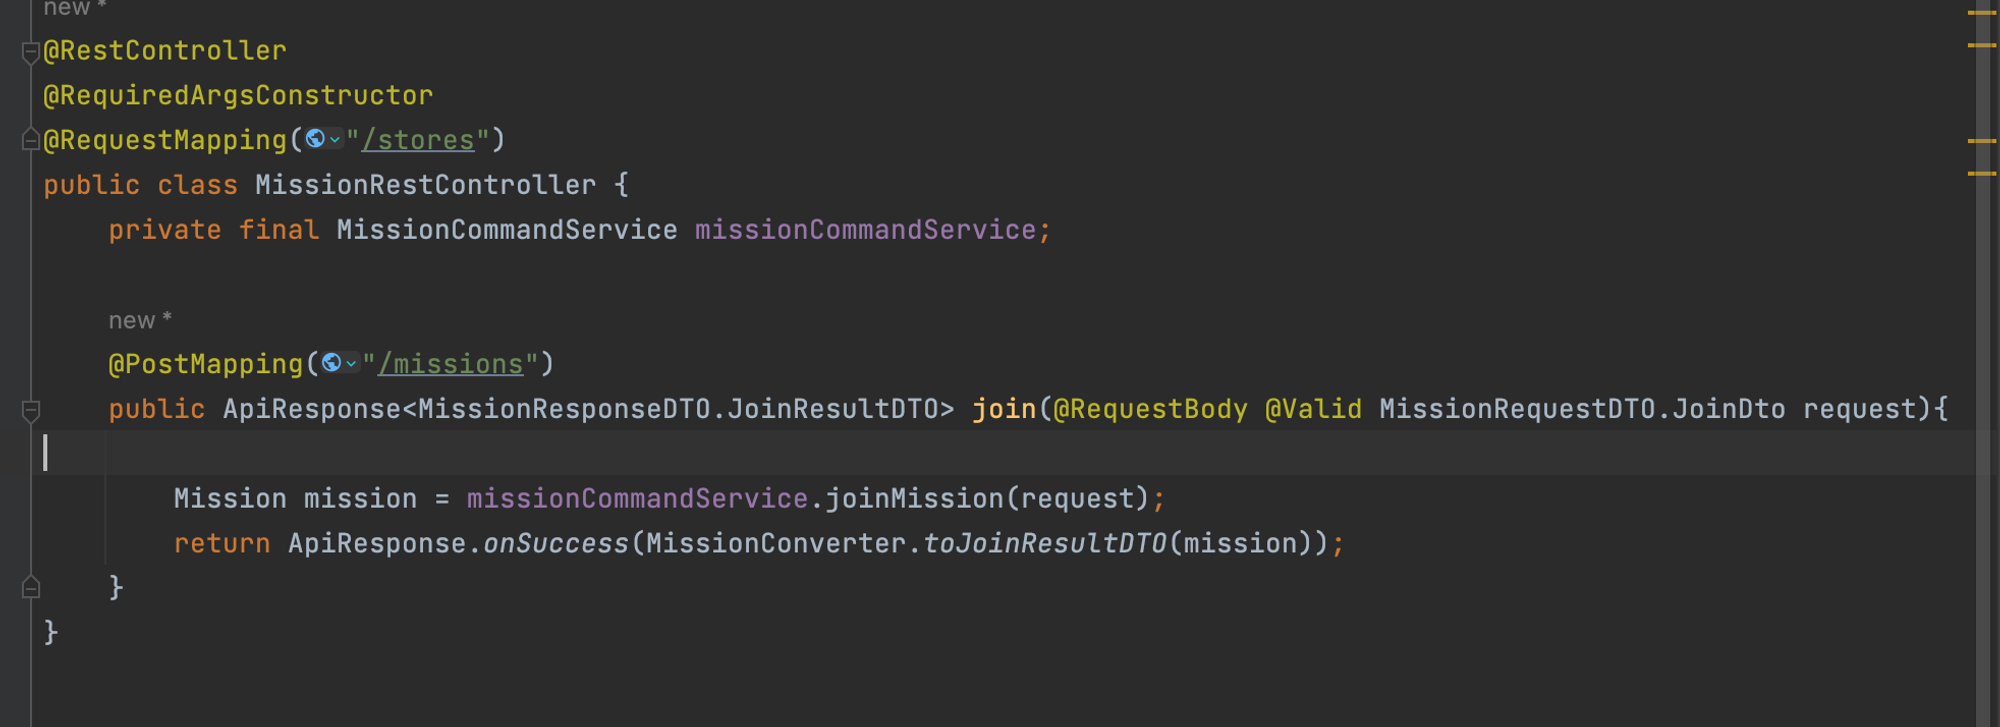 new *
@RestController
@RequiredArgsConstructor
@RequestMapping("/stores")
public class MissionRestController {
    private final MissionCommandService missionCommandService;
    new *
    @PostMapping("/missions")
    public ApiResponse<MissionResponseDTO.JoinResultDTO> join(@RequestBody @Valid MissionRequestDTO.JoinDto request){
        Mission mission = missionCommandService.joinMission(request);
        return ApiResponse.onSuccess(MissionConverter.toJoinResultDTO(mission));
    }
}